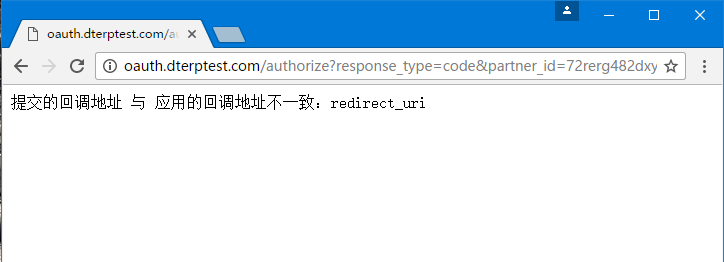 oauth.dterptest.com/au
oauth.dterptest.com/authorize?response_type=code&partner_id=72rerg482dxy
提交的回调地址 与 应用的回调地址不一致：redirect_uri